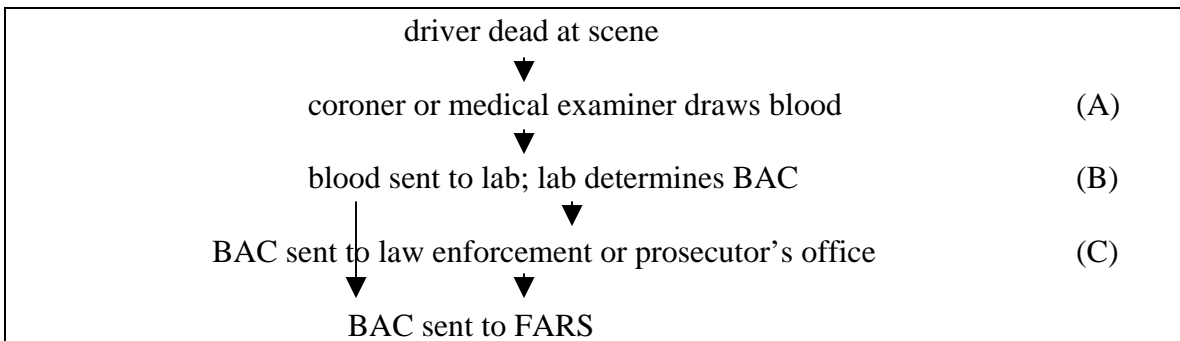 driver dead at scene
coroner or medical examiner draws blood (A)
blood sent to lab; lab determines BAC (B)
BAC sent to law enforcement or prosecutor’s office (C)
BAC sent to FARS